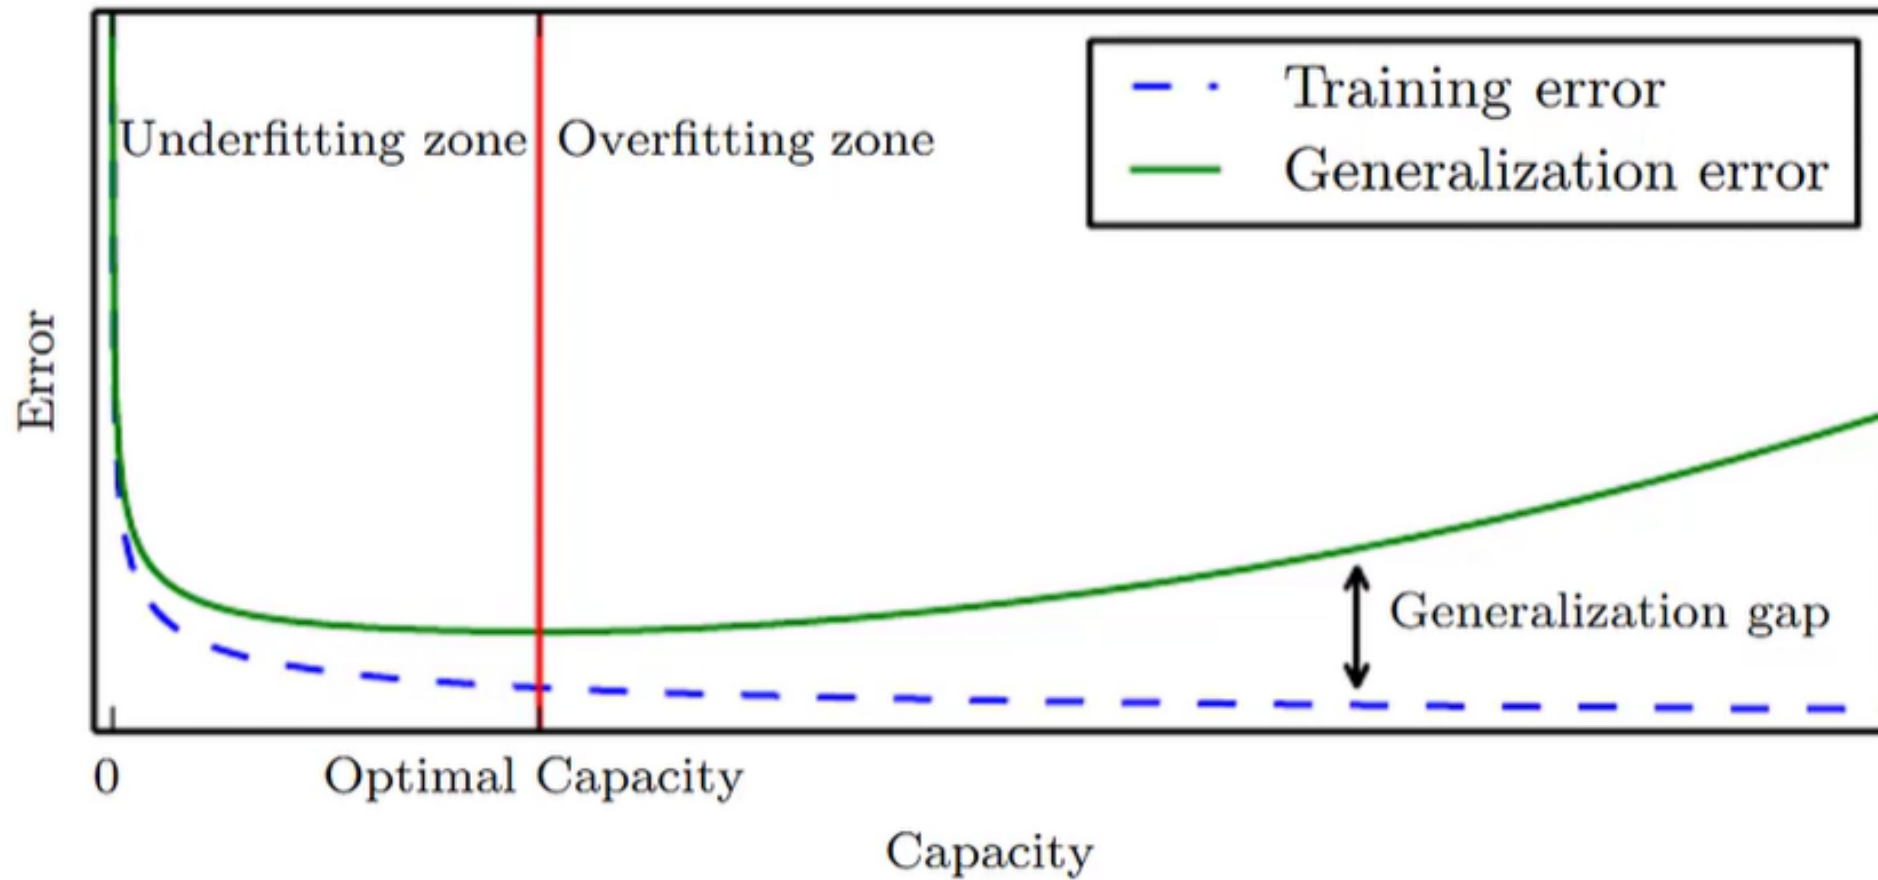 Training error
Generalization error
Underfitting zone
Overfitting zone
Error
Generalization gap
0
Optimal Capacity
Capacity